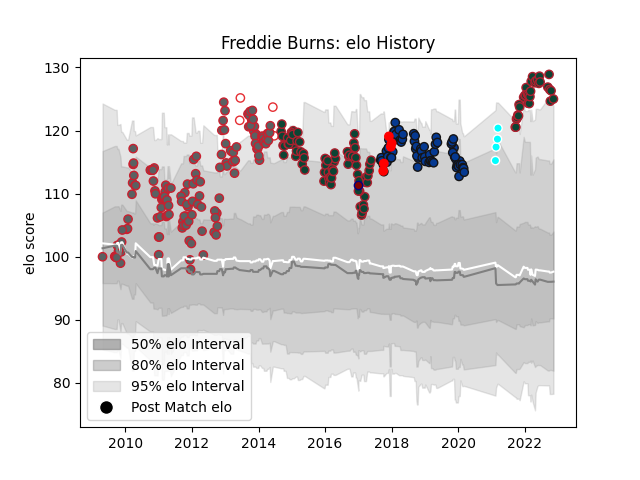 Freddie Burns: elo History
elo score
130
120
110
100
90
80
50% elo Interval
80% elo Interval
95% elo Interval
Post Match elo
2010 2012 2014 2016 2018 2020 2022